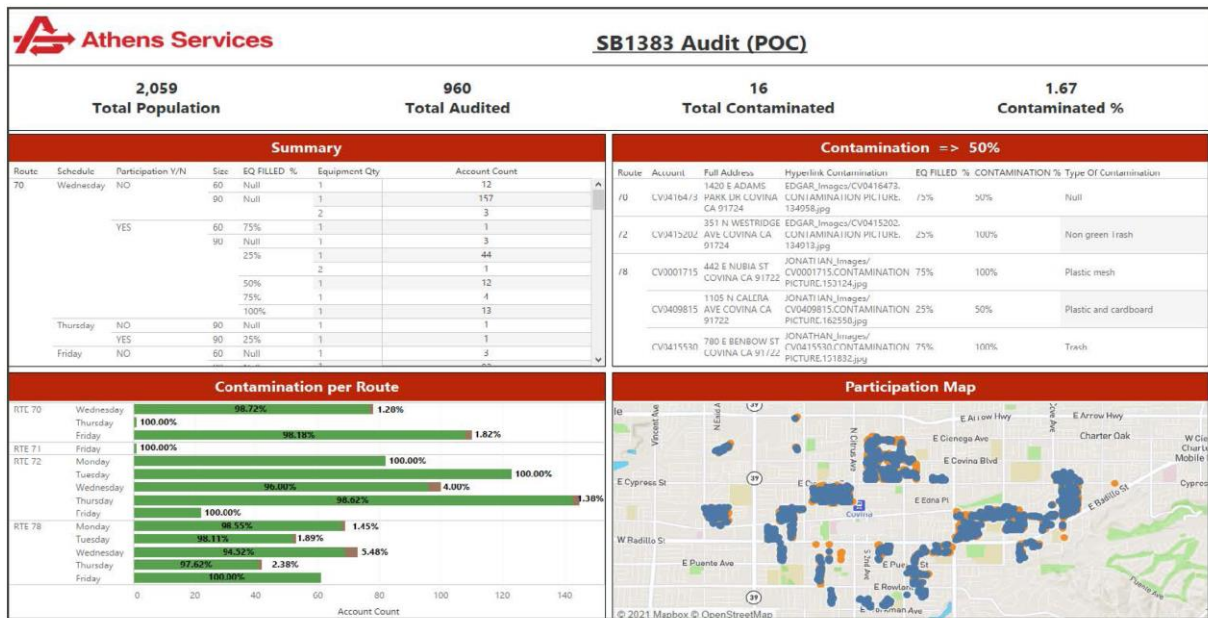 Athens Services
SB1383 Audit (POC)
2,059
Total Population
960
Total Audited
16
Total Contaminated
1.67
Contaminated %
Summary
Route Schedule Participation Y/N Size EQ FILLED % Equipment Qty Account Count
70 Wednesday NO 60 Null 1 12
90 Null 1 157
2 3
YES 60 75% 1 1
90 Null 1 3
25% 1 44
2 1
50% 1 12
75% 1 4
100% 1 13
Thursday NO 90 Null 1 1
YES 90 25% 1 1
Friday NO 60 Null 1 3
Contamination => 50%
Route Account Full Address Hyperlink Contamination EQ FILLED % CONTAMINATION % Type Of Contamination
70 CV0416473 1420 E ADAMS PARK DR COVINA CA 91724 EDGAR_Images/CV0416473.CONTAMINATION PICTURE.134958.jpg 75% 50% Null
72 CV0415202 351 N WESTRIDGE AVE COVINA CA 91724 EDGAR_Images/CV0415202.CONTAMINATION PICTURE.134913.jpg 25% 100% Non green Trash
78 CV0001715 442 E NUBIA ST COVINA CA 91722 JONATHAN_Images/CV0001715.CONTAMINATION PICTURE.153124.jpg 75% 100% Plastic mesh
CV0409815 1105 N CALERA AVE COVINA CA 91722 JONATHAN_Images/CV0409815.CONTAMINATION PICTURE.162550.jpg 25% 50% Plastic and cardboard
CV0415530 780 E BENBOW ST COVINA CA 91722 JONATHAN_Images/CV0415530.CONTAMINATION PICTURE.151832.jpg 75% 100% Trash
Contamination per Route
RTE 70 Wednesday 98.72% 1.28%
Thursday 100.00%
Friday 98.18% 1.82%
RTE 71 Friday 100.00%
RTE 72 Monday 100.00%
Tuesday 100.00%
Wednesday 96.00% 4.00%
Thursday 98.62% 1.38%
Friday 100.00%
RTE 78 Monday 98.55% 1.45%
Tuesday 98.11% 1.89%
Wednesday 94.52% 5.48%
Thursday 97.62% 2.38%
Friday 100.00%
0 20 40 60 80 100 120 140
Account Count
Participation Map
39
E Arrow Hwy
E Arrow Hwy
Vincent Ave
N Citrus Ave
E Cienega Ave
Charter Oak
E Covina Blvd
Mobile
E Cypress St
39
E Edna Pl
E Badillo St
Covina
W Badillo St
E Puente Ave
S 2nd Ave
39
Puente Ave
© 2021 Mapbox © OpenStreetMap